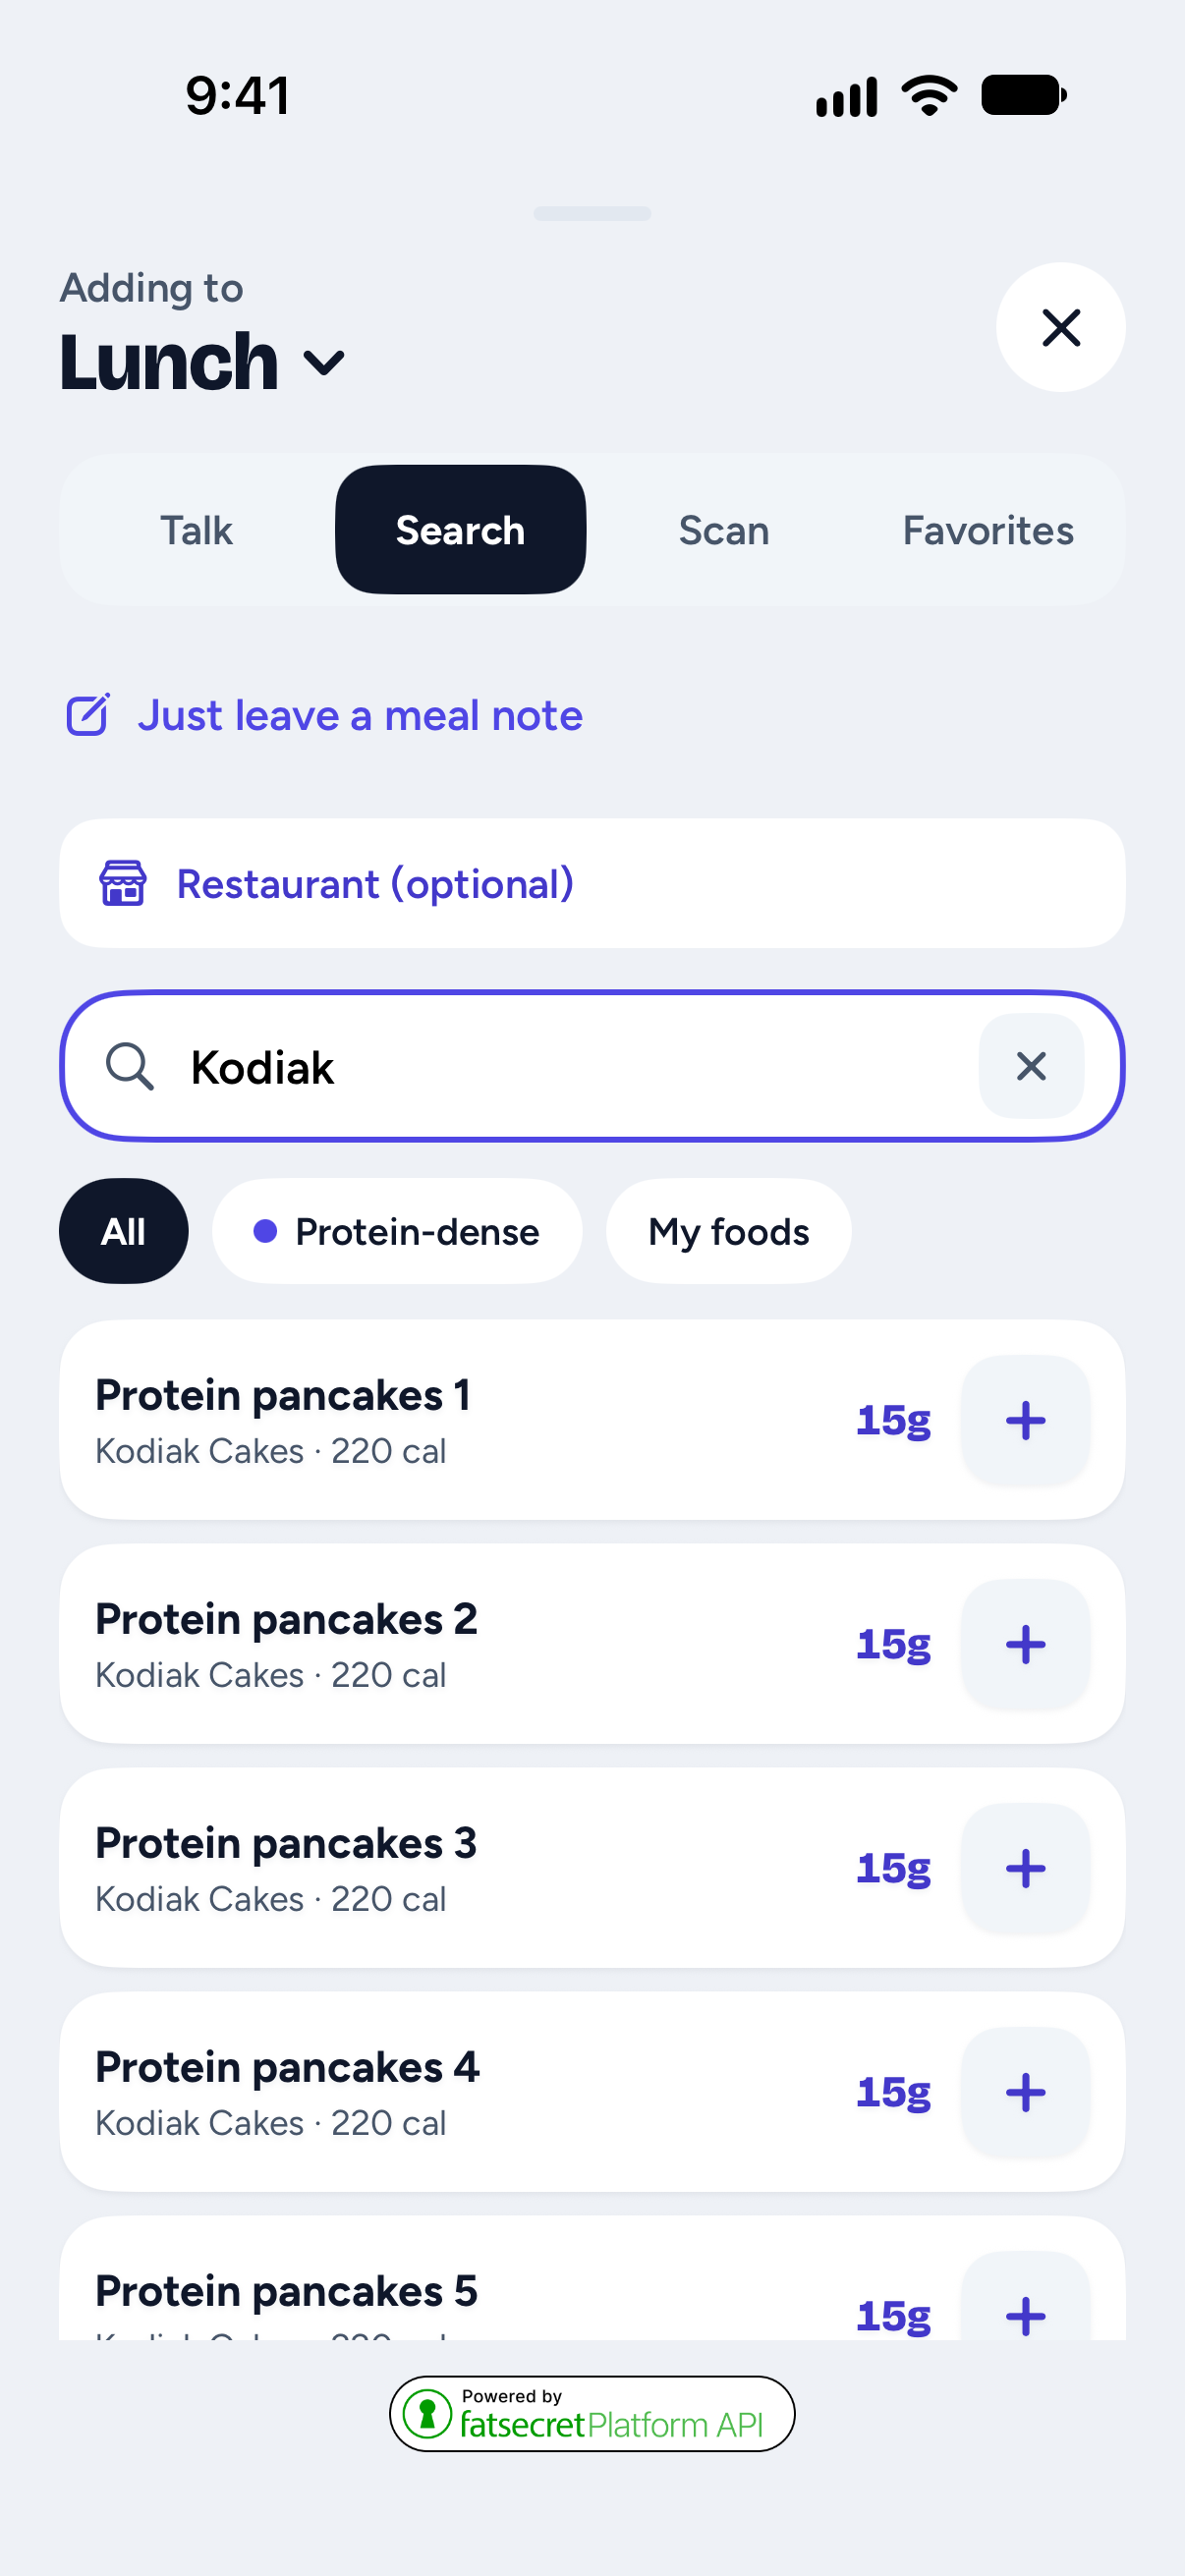 9:41
Adding to
Lunch
Talk Search Scan Favorites
Just leave a meal note
Restaurant (optional)
Kodiak
All Protein-dense My foods
Protein pancakes 1
Kodiak Cakes · 220 cal
15g
Protein pancakes 2
Kodiak Cakes · 220 cal
15g
Protein pancakes 3
Kodiak Cakes · 220 cal
15g
Protein pancakes 4
Kodiak Cakes · 220 cal
15g
Protein pancakes 5
15g
Powered by
fatsecret Platform API